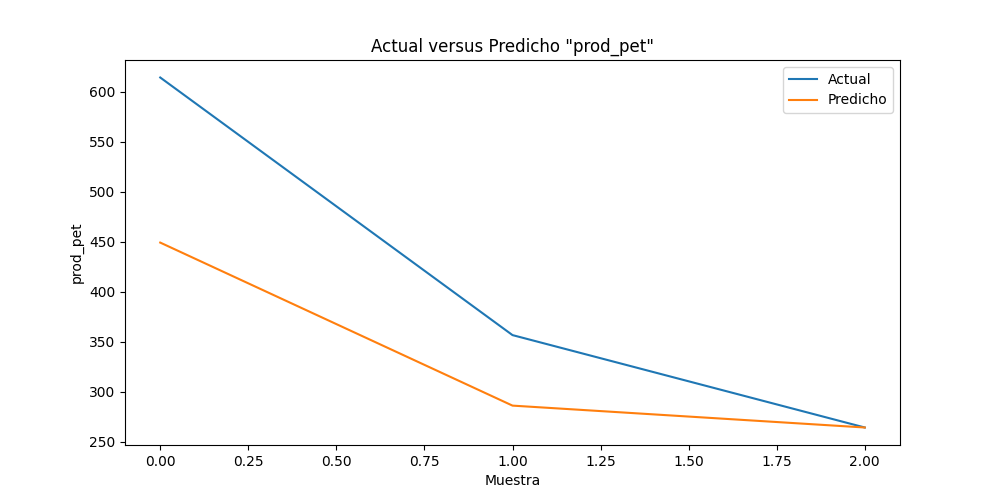 Actual versus Predicho "prod_pet"
Actual
Predicho
600
550
500
450
400
350
300
250
prod_pet
0.00 0.25 0.50 0.75 1.00 1.25 1.50 1.75 2.00
Muestra